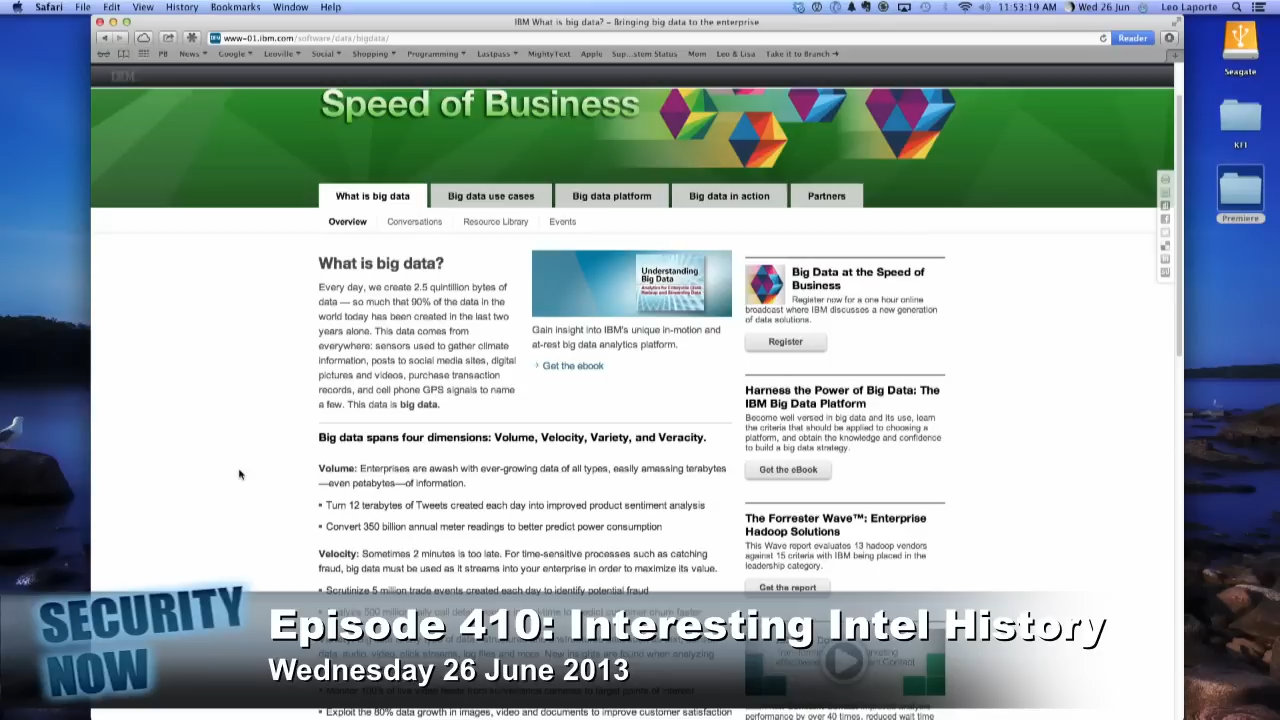 Safari File Edit View History Bookmarks Window Help
11:53:19 AM Wed 26 Jun Leo Laporte
IBM What is big data? – Bringing big data to the enterprise
www-01.ibm.com/software/data/bigdata/
Reader
PB News Google Leoville Social Shopping Programming Lastpass MightyText Apple Sup...stem Status Mom Leo & Lisa Take it to Branch →
Seagate
KFI
Premiere
IBM
Speed of Business
What is big data
Big data use cases
Big data platform
Big data in action
Partners
Overview
Conversations
Resource Library
Events
What is big data?
Every day, we create 2.5 quintillion bytes of
data — so much that 90% of the data in the
world today has been created in the last two
years alone. This data comes from
everywhere: sensors used to gather climate
information, posts to social media sites, digital
pictures and videos, purchase transaction
records, and cell phone GPS signals to name
a few. This data is big data.
Understanding
Big Data
Analytics for Enterprise Class
Hadoop and Streaming Data
Gain insight into IBM's unique in-motion and
at-rest big data analytics platform.
Get the ebook
Big data spans four dimensions: Volume, Velocity, Variety, and Veracity.
Volume: Enterprises are awash with ever-growing data of all types, easily amassing terabytes
—even petabytes—of information.
Turn 12 terabytes of Tweets created each day into improved product sentiment analysis
Convert 350 billion annual meter readings to better predict power consumption
Velocity: Sometimes 2 minutes is too late. For time-sensitive processes such as catching
fraud, big data must be used as it streams into your enterprise in order to maximize its value.
Scrutinize 5 million trade events created each day to identify potential fraud
Exploit the 80% data growth in images, video and documents to improve customer satisfaction
Big Data at the Speed of
Business
Register now for a one hour online
broadcast where IBM discusses a new generation
of data solutions.
Register
Harness the Power of Big Data: The
IBM Big Data Platform
Become well versed in big data and its use, learn
the criteria that should be applied to choosing a
platform, and obtain the knowledge and confidence
to build a big data strategy.
Get the eBook
The Forrester Wave™: Enterprise
Hadoop Solutions
This Wave report evaluates 13 hadoop vendors
against 15 criteria with IBM being placed in the
leadership category.
Get the report
performance by over 40 times, reduced wait time
SECURITY
NOW
Episode 410: Interesting Intel History
Wednesday 26 June 2013